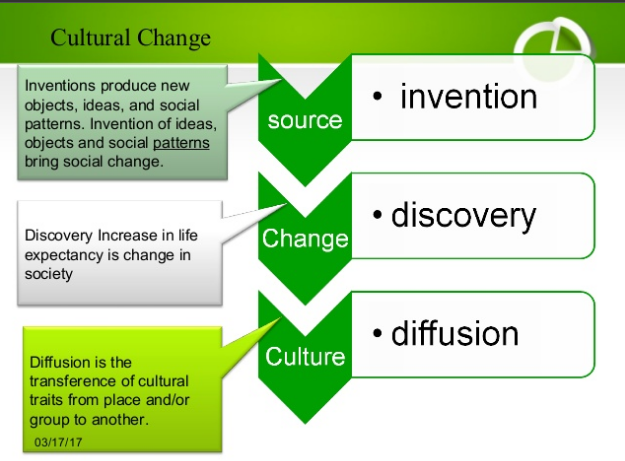 Cultural Change
Inventions produce new
objects, ideas, and social
patterns. Invention of ideas,
objects and social patterns
bring social change.
source
• invention
Discovery Increase in life
expectancy is change in
society
Change
• discovery
Diffusion is the
transference of cultural
traits from place and/or
group to another.
03/17/17
Culture
• diffusion